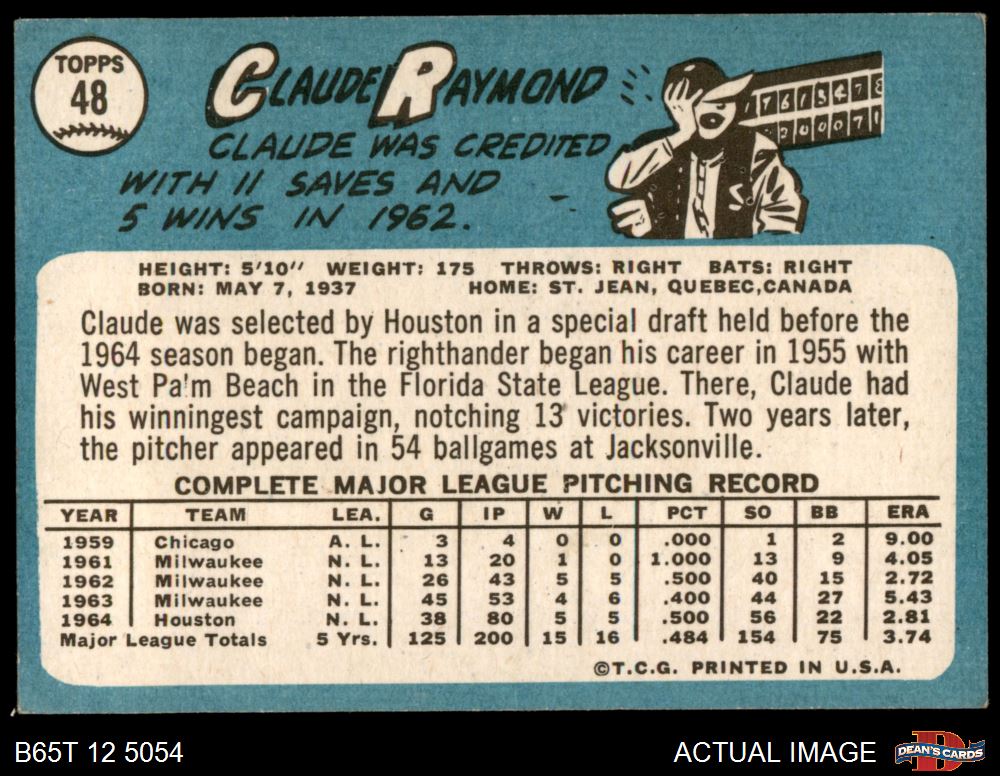 TOPPS
48
CLAUDE RAYMOND
CLAUDE WAS CREDITED
WITH 11 SAVES AND
5 WINS IN 1962.
HEIGHT: 5'10" WEIGHT: 175 THROWS: RIGHT BATS: RIGHT
BORN: MAY 7, 1937 HOME: ST. JEAN, QUEBEC,CANADA
Claude was selected by Houston in a special draft held before the
1964 season began. The righthander began his career in 1955 with
West Pa'm Beach in the Florida State League. There, Claude had
his winningest campaign, notching 13 victories. Two years later,
the pitcher appeared in 54 ballgames at Jacksonville.
COMPLETE MAJOR LEAGUE PITCHING RECORD
YEAR TEAM LEA. G IP W L PCT SO BB ERA
1959 Chicago A. L. 3 4 0 0 .000 1 2 9.00
1961 Milwaukee N. L. 13 20 1 0 1.000 13 9 4.05
1962 Milwaukee N. L. 26 43 5 5 .500 40 15 2.72
1963 Milwaukee N. L. 45 53 4 6 .400 44 27 5.43
1964 Houston N. L. 38 80 5 5 .500 56 22 2.81
Major League Totals 5 Yrs. 125 200 15 16 .484 154 75 3.74
©T.C.G. PRINTED IN U.S.A.
B65T 12 5054 ACTUAL IMAGE DEAN'S CARDS